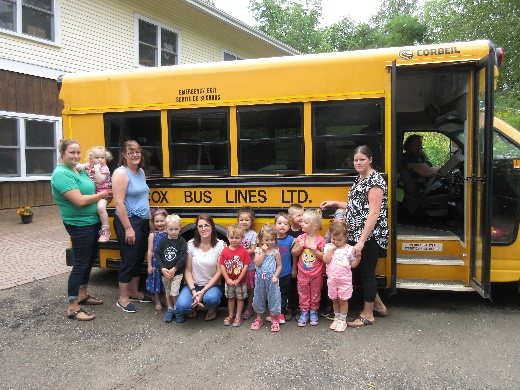 CORBEIL
EMERGENCY EXIT
SORTIE DE SECOURS
OX BUS LINES LTD.